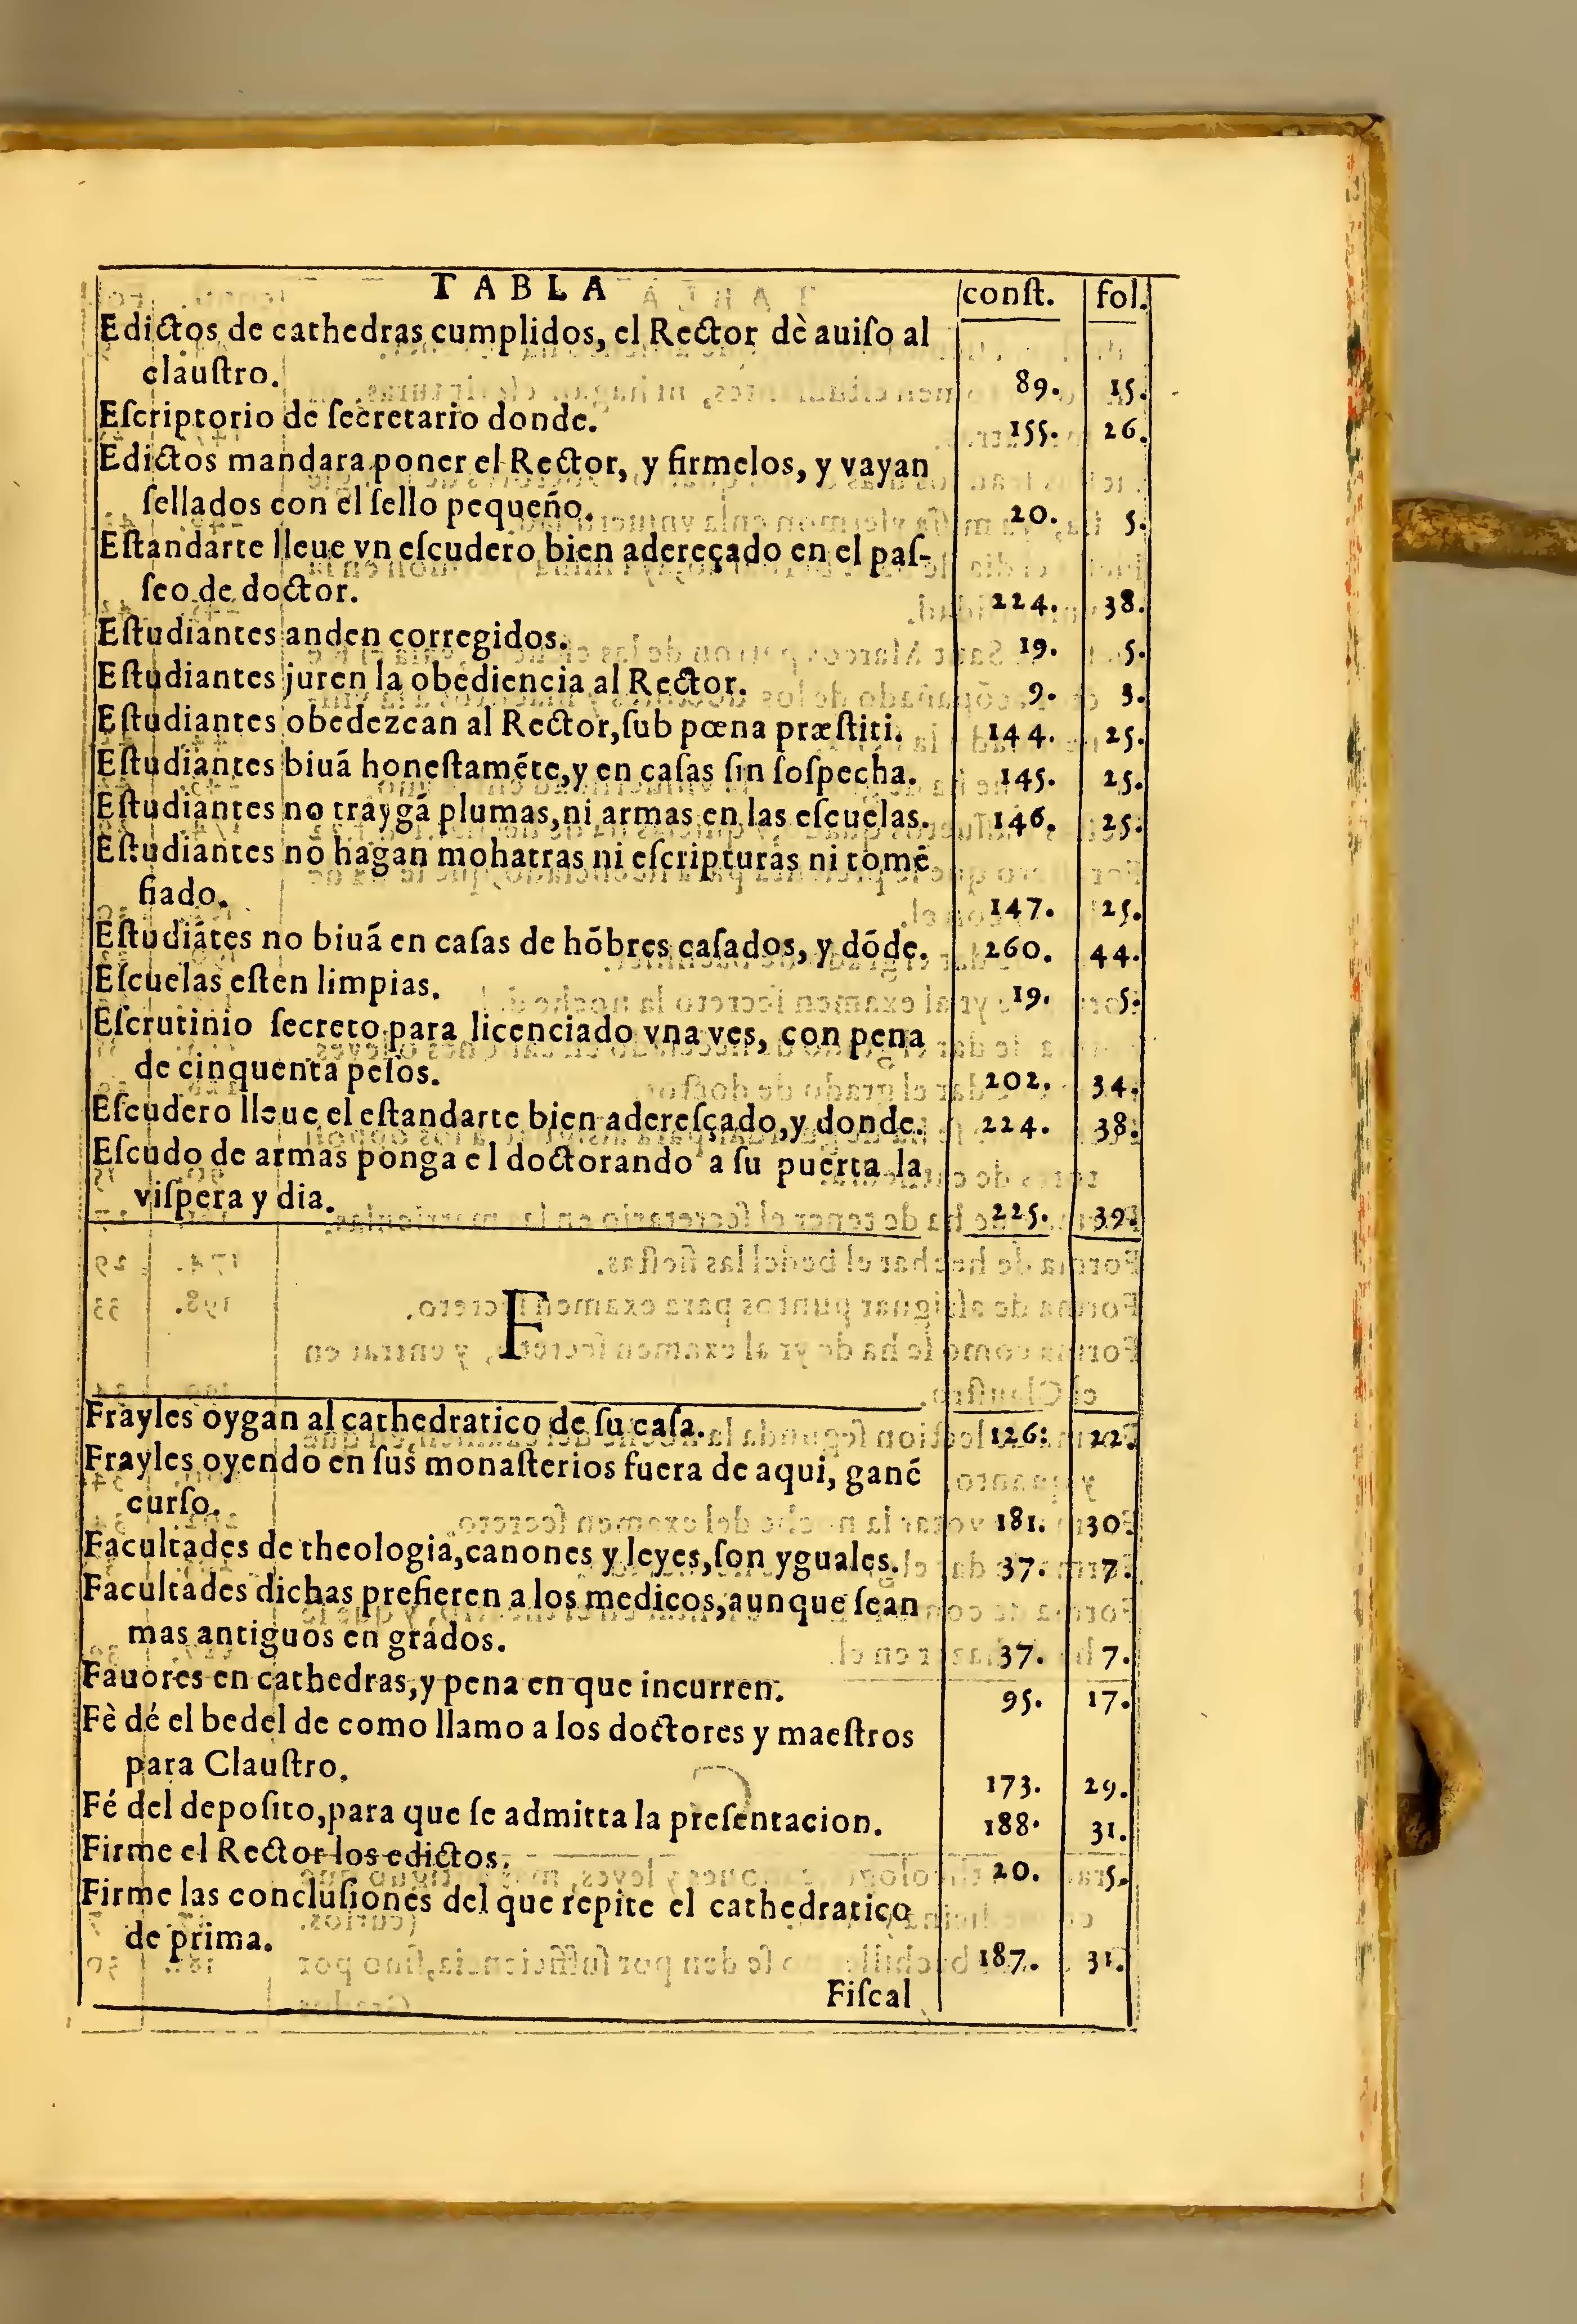 TABLA const. fol.
Edictos de cathedras cumplidos, el Rector dè auiſo al
clauſtro. 89. 15.
Eſcriptorio de ſecretario donde. 155. 26.
Edictos mandara poner el Rector, y firmelos, y vayan
ſellados con el ſello pequeño. 20. 5.
Eſtandarte lleue vn eſcudero bien adereçado en el paſ-
ſeo de doctor. 224. 38.
Eſtudiantes anden corregidos. 19. 5.
Eſtudiantes juren la obediencia al Rector. 9. 3.
Eſtudiantes obedezcan al Rector, ſub pœna præſtiti. 144. 25.
Eſtudiantes biuã honeſtamẽte, y en caſas ſin ſoſpecha. 145. 25.
Eſtudiantes no traygã plumas, ni armas en las eſcuelas. 146. 25.
Eſtudiantes no hagan mohatras ni eſcripturas ni tomẽ
fiado. 147. 25.
Eſtudiãtes no biuã en caſas de hõbres caſados, y dõde. 260. 44.
Eſcuelas eſten limpias. 19. 5.
Eſcrutinio ſecreto para licenciado vna ves, con pena
de cinquenta peſos. 202. 34.
Eſcudero lleue el eſtandarte bienædereſçado, y donde. 224. 38.
Eſcudo de armas ponga el doctorando a ſu puerta la
viſpera y dia. 225. 39.
F
Frayles oygan al cathedratico de ſu caſa. 126. 22.
Frayles oyendo en ſus monaſterios fuera de aqui, ganẽ
curſo. 181. 30.
Facultades de theologia, canones y leyes, ſon yguales. 37. 7.
Facultades dichas prefieren a los medicos, aunque ſean
mas antiguos en grados. 37. 7.
Fauores en cathedras, y pena en que incurren. 95. 17.
Fè dé el bedel de como llamo a los doctores y maeſtros
para Clauſtro. 173. 29.
Fé del depoſito, para que ſe admitta la preſentacion. 188. 31.
Firme el Rector los edictos. 20. 5.
Firme las concluſiones del que repite el cathedratico
de prima. 187. 31.
Fiſcal